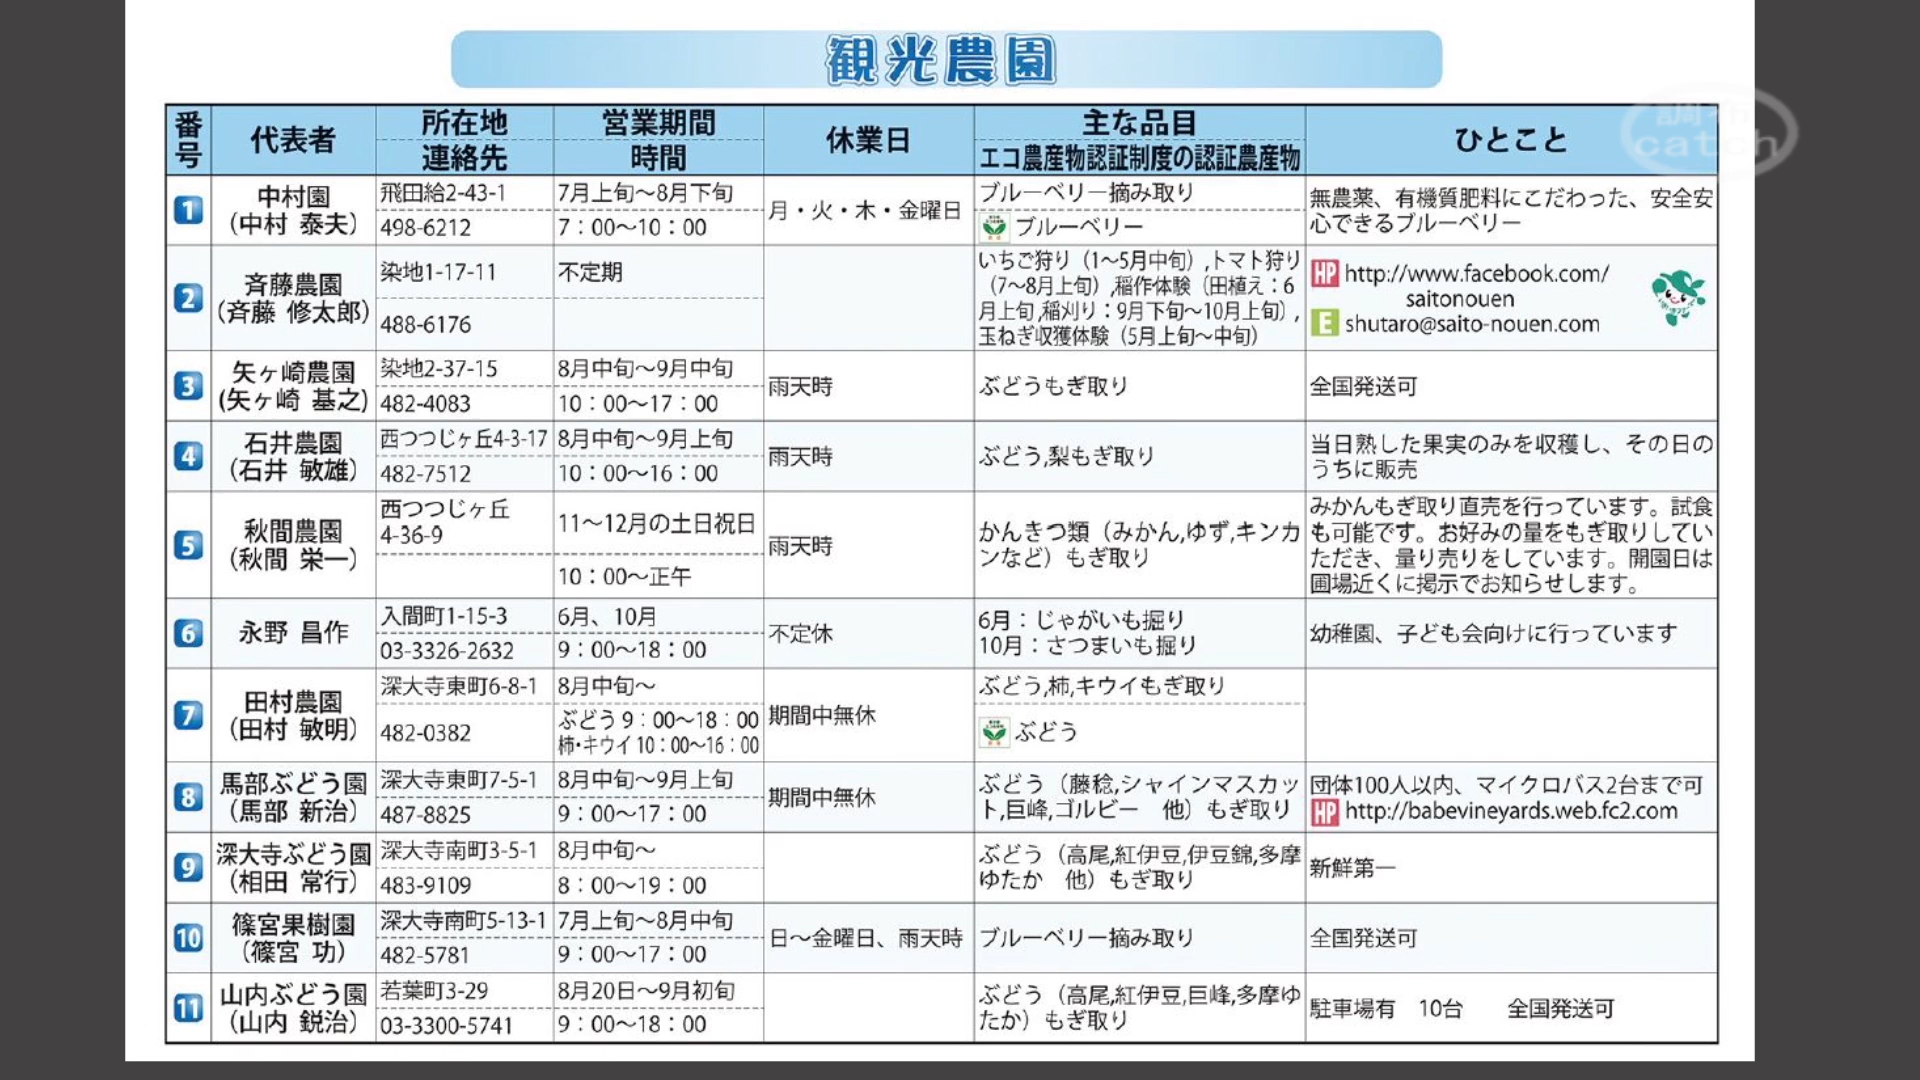 観光農園
調布
catch
番号
代表者
所在地
連絡先
営業期間
時間
休業日
主な品目
エコ農産物認証制度の認証農産物
ひとこと
1
中村園
（中村 泰夫）
飛田給2-43-1
498-6212
7月上旬～8月下旬
7：00～10：00
月・火・木・金曜日
ブルーベリー摘み取り
ブルーベリー
無農薬、有機質肥料にこだわった、安全安
心できるブルーベリー
2
斉藤農園
（斉藤 修太郎）
染地1-17-11
488-6176
不定期
いちご狩り（1～5月中旬）,トマト狩り
（7～8月上旬）,稲作体験（田植え：6
月上旬,稲刈り：9月下旬～10月上旬）,
玉ねぎ収獲体験（5月上旬～中旬）
HP http://www.facebook.com/
saitonouen
E shutaro@saito-nouen.com
3
矢ヶ崎農園
（矢ヶ崎 基之）
染地2-37-15
482-4083
8月中旬～9月中旬
10：00～17：00
雨天時
ぶどうもぎ取り
全国発送可
4
石井農園
（石井 敏雄）
西つつじヶ丘4-3-17
482-7512
8月中旬～9月上旬
10：00～16：00
雨天時
ぶどう,梨もぎ取り
当日熟した果実のみを収穫し、その日の
うちに販売
5
秋間農園
（秋間 栄一）
西つつじヶ丘
4-36-9
11～12月の土日祝日
10：00～正午
雨天時
かんきつ類（みかん,ゆず,キンカ
ンなど）もぎ取り
みかんもぎ取り直売を行っています。試食
も可能です。お好みの量をもぎ取りしてい
ただき、量り売りをしています。開園日は
圃場近くに掲示でお知らせします。
6
永野 昌作
入間町1-15-3
03-3326-2632
6月、10月
9：00～18：00
不定休
6月：じゃがいも掘り
10月：さつまいも掘り
幼稚園、子ども会向けに行っています
7
田村農園
（田村 敏明）
深大寺東町6-8-1
482-0382
8月中旬～
ぶどう 9：00～18：00
柿・キウイ 10：00～16：00
期間中無休
ぶどう,柿,キウイもぎ取り
ぶどう
8
馬部ぶどう園
（馬部 新治）
深大寺東町7-5-1
487-8825
8月中旬～9月上旬
9：00～17：00
期間中無休
ぶどう（藤稔,シャインマスカッ
ト,巨峰,ゴルビー 他）もぎ取り
団体100人以内、マイクロバス2台まで可
HP http://babevineyards.web.fc2.com
9
深大寺ぶどう園
（相田 常行）
深大寺南町3-5-1
483-9109
8月中旬～
8：00～19：00
ぶどう（高尾,紅伊豆,伊豆錦,多摩
ゆたか 他）もぎ取り
新鮮第一
10
篠宮果樹園
（篠宮 功）
深大寺南町5-13-1
482-5781
7月上旬～8月中旬
9：00～17：00
日～金曜日、雨天時
ブルーベリー摘み取り
全国発送可
11
山内ぶどう園
（山内 鋭治）
若葉町3-29
03-3300-5741
8月20日～9月初旬
9：00～18：00
ぶどう（高尾,紅伊豆,巨峰,多摩ゆ
たか）もぎ取り
駐車場有 10台 全国発送可